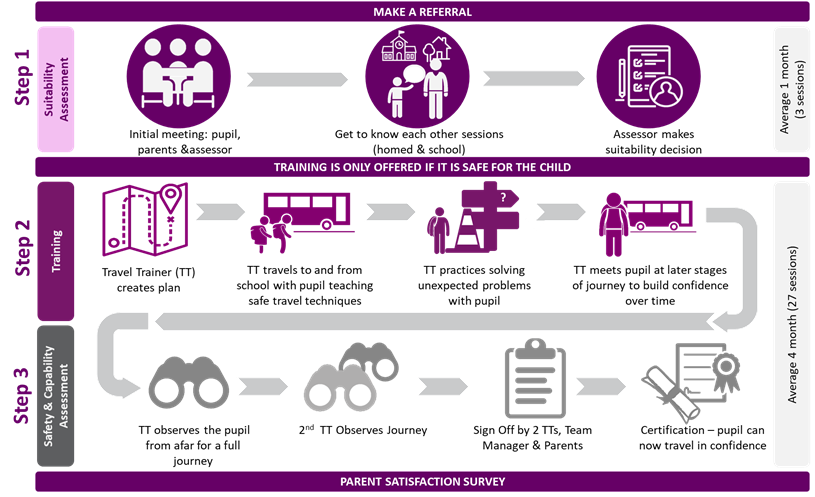 MAKE A REFERRAL
Step 1
Suitability
Assessment
Initial meeting: pupil,
parents &assessor
Get to know each other sessions
(homed & school)
Assessor makes
suitability decision
Average 1 month
(3 sessions)
TRAINING IS ONLY OFFERED IF IT IS SAFE FOR THE CHILD
Step 2
Training
Travel Trainer (TT)
creates plan
TT travels to and from
school with pupil teaching
safe travel techniques
?
TT practices solving
unexpected problems
with pupil
TT meets pupil at later stages
of journey to build confidence
over time
Average 4 month (27 sessions)
Step 3
Safety & Capability
Assessment
TT observes the pupil
from afar for a full
journey
2nd TT Observes Journey
Sign Off by 2 TTs, Team
Manager & Parents
Certification – pupil can
now travel in confidence
PARENT SATISFACTION SURVEY